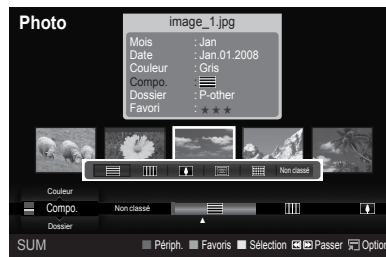 Photo
image_1.jpg
Mois : Jan
Date : Jan.01.2008
Couleur : Gris
Compo. :
Dossier : P-other
Favori : ★★★
Non classé
Couleur
Compo.
Non classé
Dossier
SUM
Périph. Favoris Sélection Passer Option